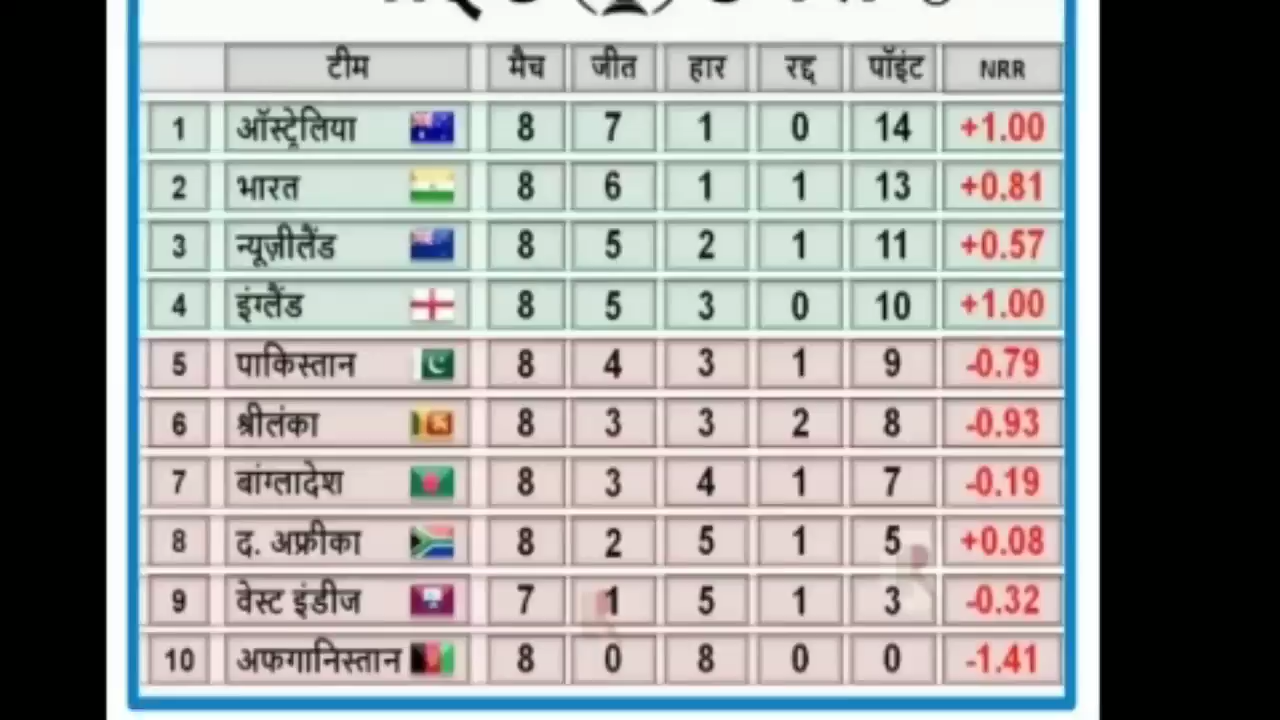 टीम मैच जीत हार रद्द पॉइंट NRR
1 ऑस्ट्रेलिया 8 7 1 0 14 +1.00
2 भारत 8 6 1 1 13 +0.81
3 न्यूज़ीलैंड 8 5 2 1 11 +0.57
4 इंग्लैंड 8 5 3 0 10 +1.00
5 पाकिस्तान 8 4 3 1 9 -0.79
6 श्रीलंका 8 3 3 2 8 -0.93
7 बांग्लादेश 8 3 4 1 7 -0.19
8 द. अफ्रीका 8 2 5 1 5 +0.08
9 वेस्ट इंडीज 7 1 5 1 3 -0.32
10 अफगानिस्तान 8 0 8 0 0 -1.41